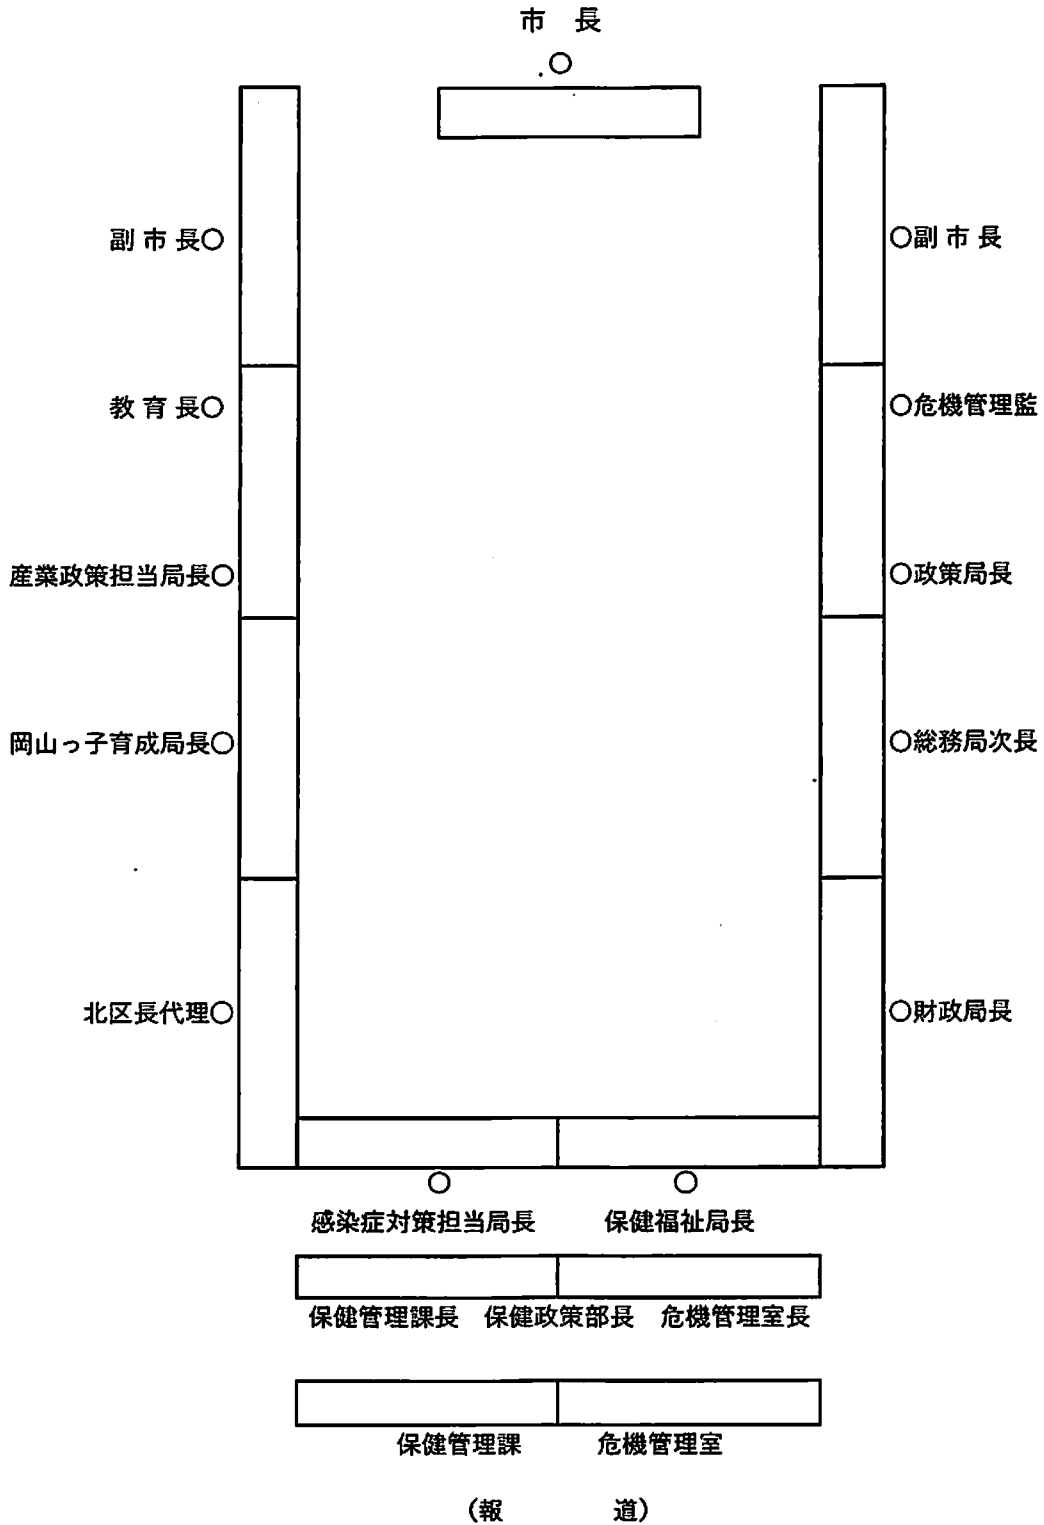 市 長
副 市 長○ ○副 市 長
教 育 長○ ○危機管理監
産業政策担当局長○ ○政策局長
岡山っ子育成局長○ ○総務局次長
北区長代理○ ○財政局長
感染症対策担当局長 保健福祉局長
保健管理課長 保健政策部長 危機管理室長
保健管理課 危機管理室
(報 道)